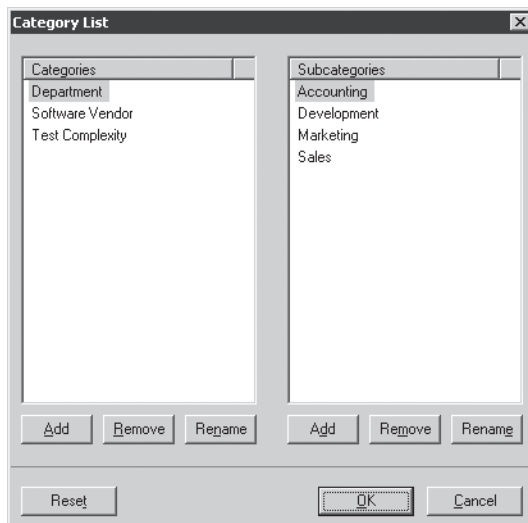 Category List
Categories
Department
Software Vendor
Test Complexity
Subcategories
Accounting
Development
Marketing
Sales
Add Remove Rename
Add Remove Rename
Reset OK Cancel